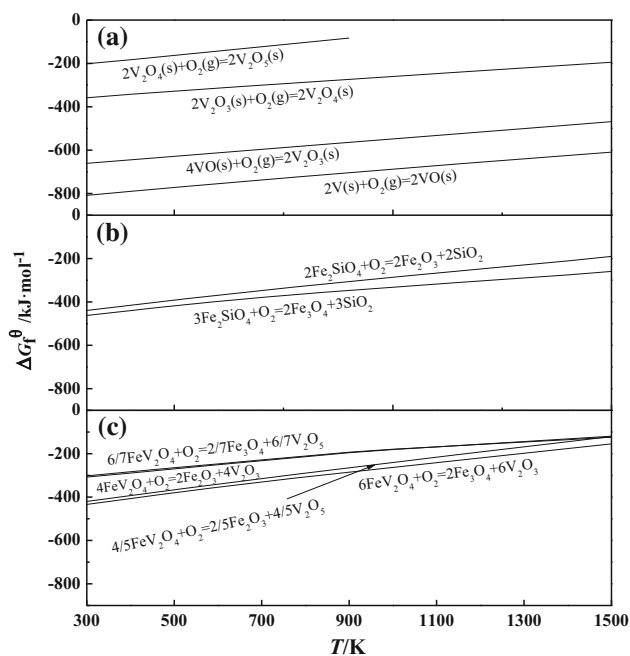 0
(a)
2V₂O₄(s)+O₂(g)=2V₂O₅(s)
-200
2V₂O₃(s)+O₂(g)=2V₂O₄(s)
-400
-600
4VO(s)+O₂(g)=2V₂O₃(s)
2V(s)+O₂(g)=2VO(s)
-800
(b)
-200
2Fe₂SiO₄+O₂=2Fe₂O₃+2SiO₂
-400
3Fe₂SiO₄+O₂=2Fe₃O₄+3SiO₂
-600
-800
ΔG_f^θ /kJ·mol⁻¹
(c)
-200
6/7FeV₂O₄+O₂=2/7Fe₃O₄+6/7V₂O₅
4FeV₂O₄+O₂=2Fe₂O₃+4V₂O₃
6FeV₂O₄+O₂=2Fe₃O₄+6V₂O₃
-400
4/5FeV₂O₄+O₂=2/5Fe₂O₃+4/5V₂O₅
-600
-800
300 500 700 900 1100 1300 1500
T/K